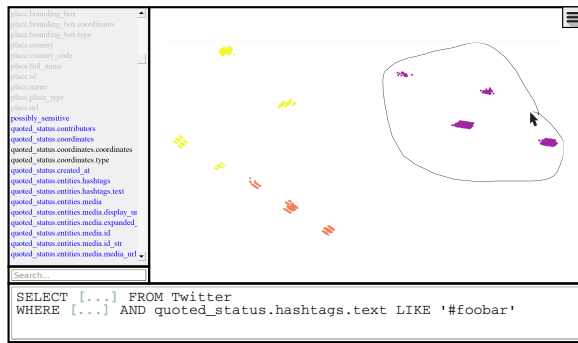 place.bounding_box
place.bounding_box.coordinates
place.bounding_box.type
place.country
place.country_code
place.full_name
place.id
place.name
place.place_type
place.url
possibly_sensitive
quoted_status.contributors
quoted_status.coordinates
quoted_status.coordinates.coordinates
quoted_status.coordinates.type
quoted_status.created_at
quoted_status.entities.hashtags
quoted_status.entities.hashtags.text
quoted_status.entities.media
quoted_status.entities.media.display_ur
quoted_status.entities.media.expanded_
quoted_status.entities.media.id
quoted_status.entities.media.id_str
quoted_status.entities.media.media_url
Search...
SELECT [...] FROM Twitter
WHERE [...] AND quoted_status.hashtags.text LIKE '#foobar'